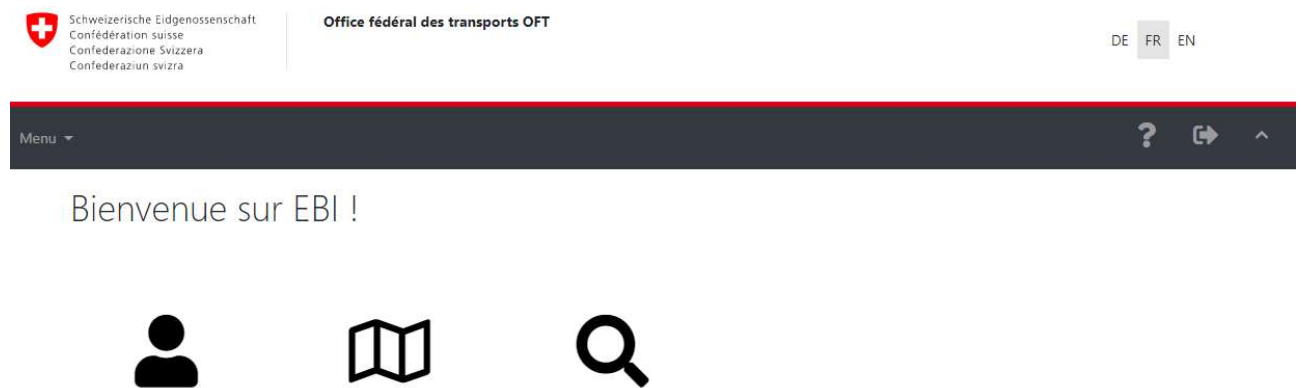 Schweizerische Eidgenossenschaft
Confédération suisse
Confederazione Svizzera
Confederaziun svizra
Office fédéral des transports OFT
DE FR EN
Menu
Bienvenue sur EBI !